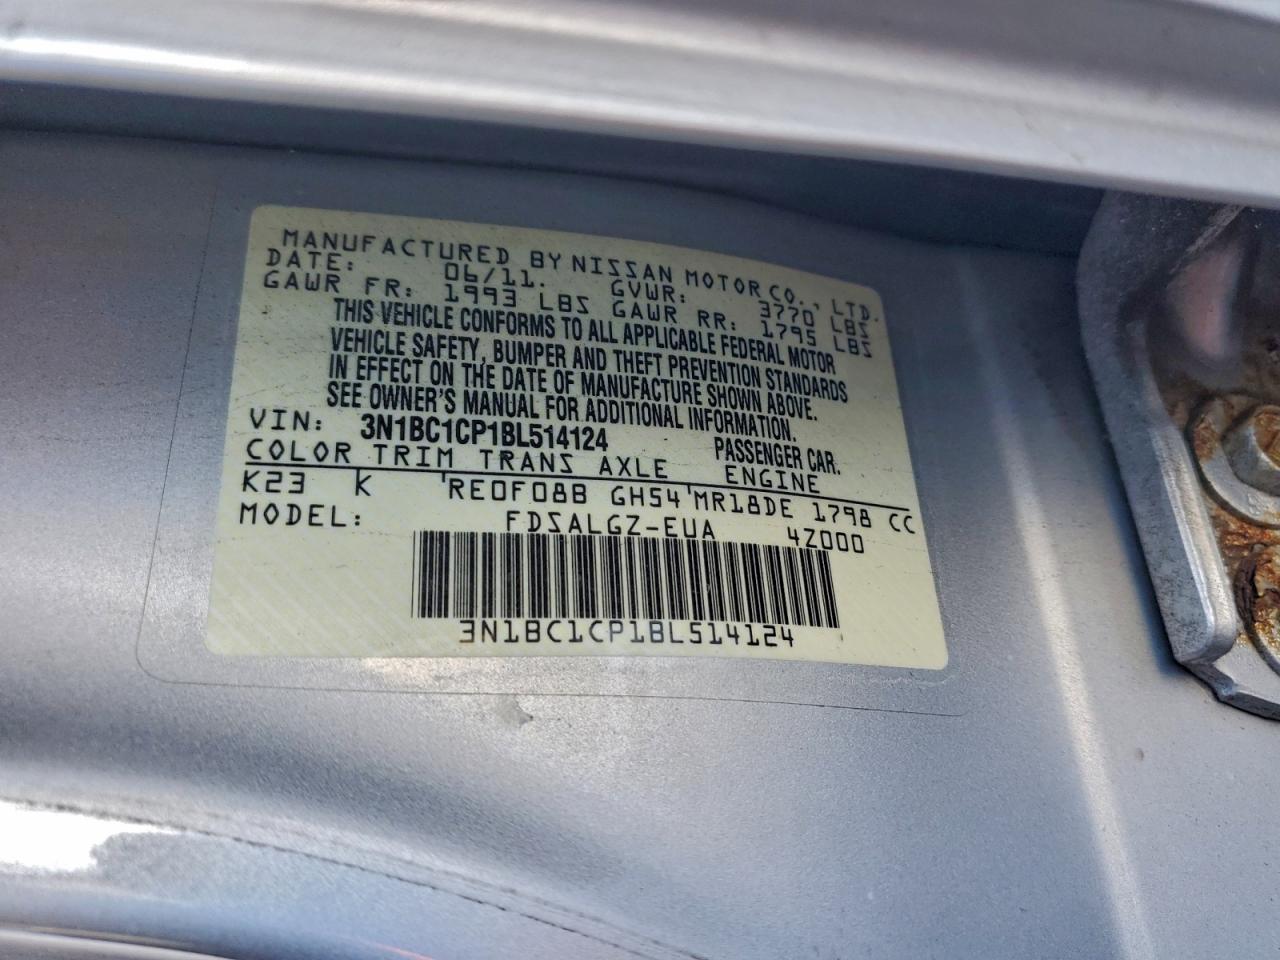 MANUFACTURED BY NISSAN MOTOR CO., LTD.
DATE: 06/11. GVWR: 3770 LBS
GAWR FR: 1993 LBS GAWR RR: 1795 LBS
THIS VEHICLE CONFORMS TO ALL APPLICABLE FEDERAL MOTOR
VEHICLE SAFETY, BUMPER AND THEFT PREVENTION STANDARDS
IN EFFECT ON THE DATE OF MANUFACTURE SHOWN ABOVE.
SEE OWNER'S MANUAL FOR ADDITIONAL INFORMATION.
VIN: 3N1BC1CP1BL514124 PASSENGER CAR.
COLOR TRIM TRANS AXLE ENGINE
K23 K RE0F08B GH54 MR18DE 1798 CC
MODEL: FDSALGZ-EUA 4Z000
3N1BC1CP1BL514124